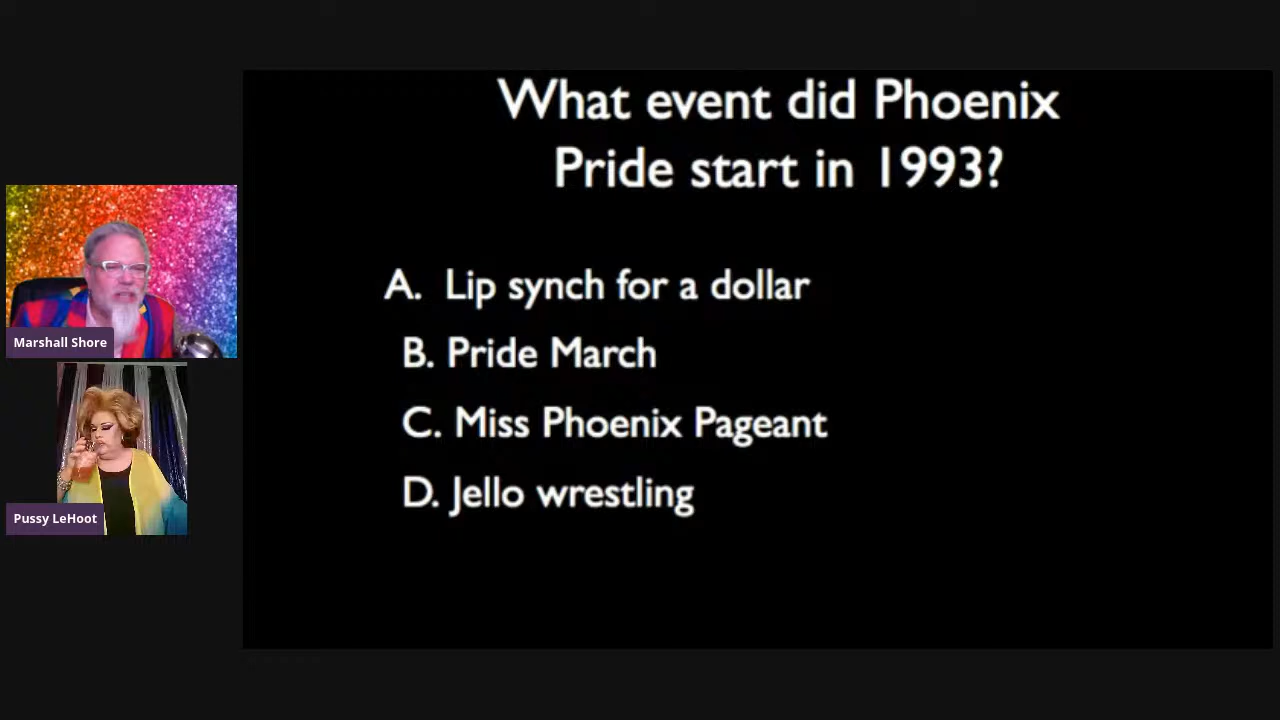 What event did Phoenix
Pride start in 1993?
A. Lip synch for a dollar
B. Pride March
C. Miss Phoenix Pageant
D. Jello wrestling
Marshall Shore
Pussy LeHoot